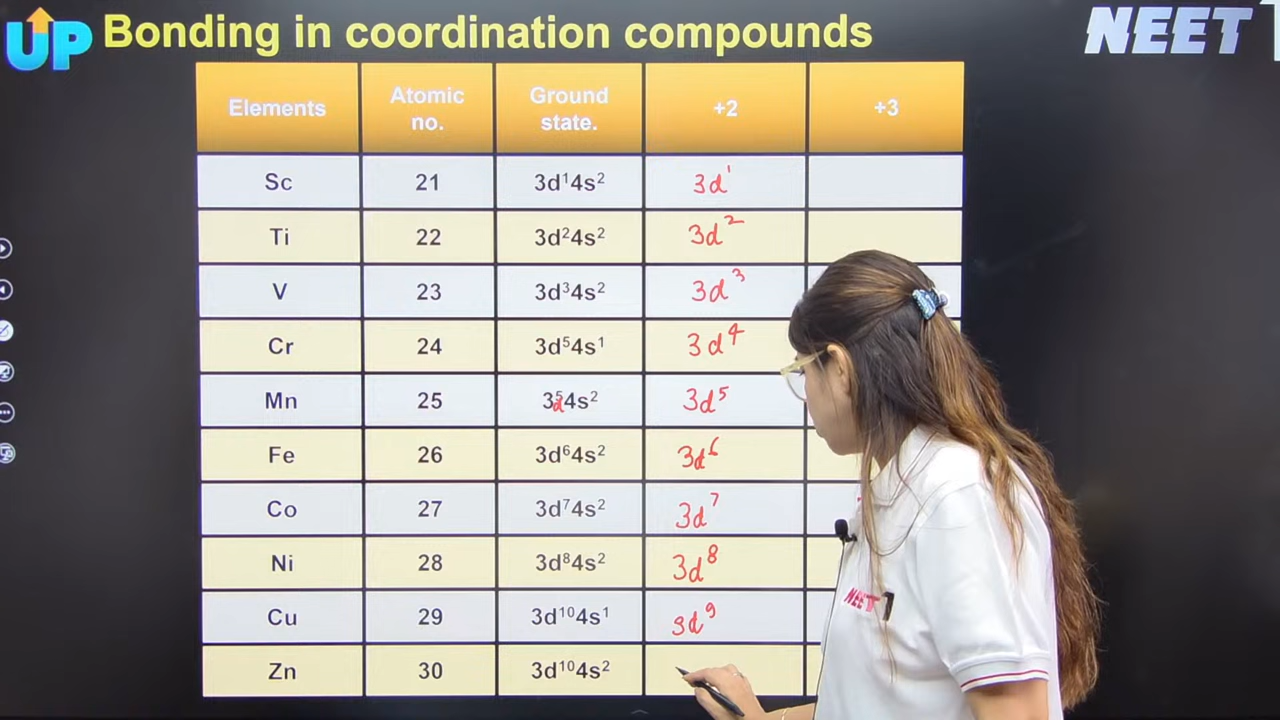 UP Bonding in coordination compounds NEET
Elements Atomic no. Ground state. +2 +3
Sc 21 3d¹4s² 3d¹
Ti 22 3d²4s² 3d²
V 23 3d³4s² 3d³
Cr 24 3d⁵4s¹ 3d⁴
Mn 25 3d⁵4s² 3d⁵
Fe 26 3d⁶4s² 3d⁶
Co 27 3d⁷4s² 3d⁷
Ni 28 3d⁸4s² 3d⁸
Cu 29 3d¹⁰4s¹ 3d⁹
Zn 30 3d¹⁰4s²
NEET